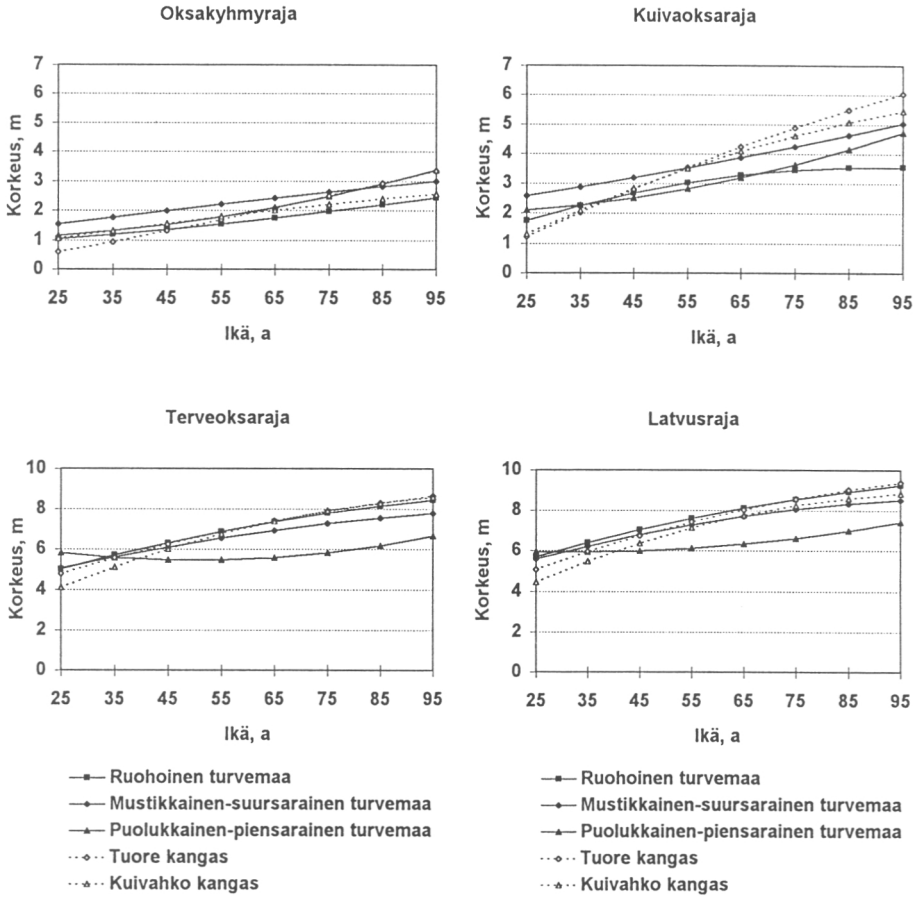 Oksakyhmyraja
Kuivaoksaraja
7
6
5
4
3
2
1
0
Korkeus, m
25 35 45 55 65 75 85 95
Ikä, a
7
6
5
4
3
2
1
0
Korkeus, m
25 35 45 55 65 75 85 95
Ikä, a
Terveoksaraja
Latvusraja
10
8
6
4
2
0
Korkeus, m
25 35 45 55 65 75 85 95
Ikä, a
10
8
6
4
2
0
Korkeus, m
25 35 45 55 65 75 85 95
Ikä, a
Ruohoinen turvemaa
Mustikkainen-suursarainen turvemaa
Puolukkainen-piensarainen turvemaa
Tuore kangas
Kuivahko kangas
Ruohoinen turvemaa
Mustikkainen-suursarainen turvemaa
Puolukkainen-piensarainen turvemaa
Tuore kangas
Kuivahko kangas